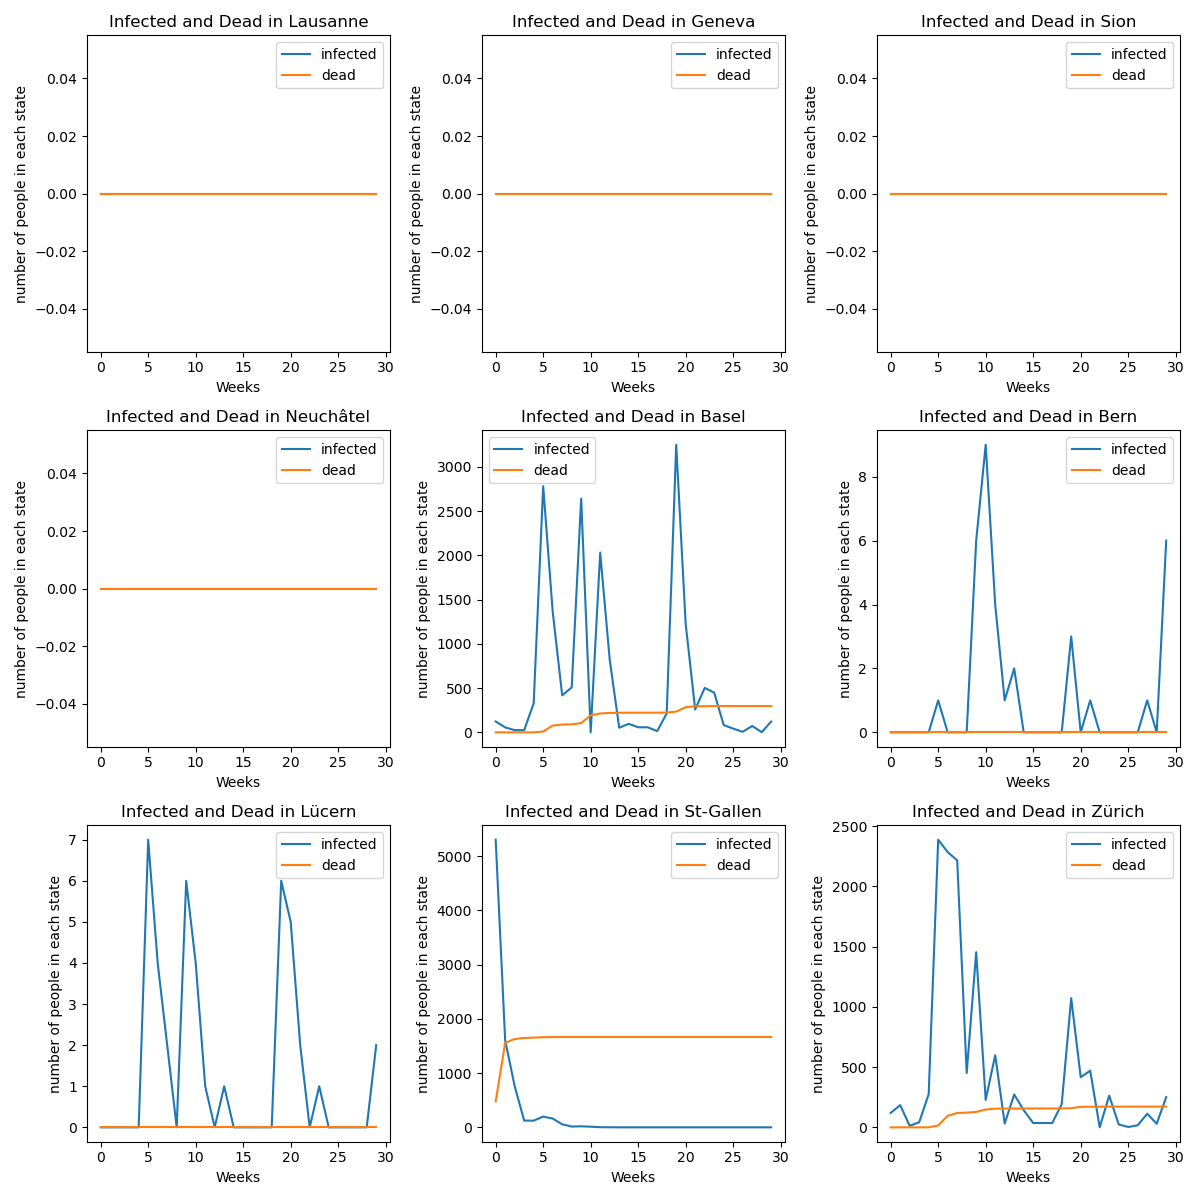 Infected and Dead in Lausanne
number of people in each state
0.04
0.02
0.00
−0.02
−0.04
infected
dead
0 5 10 15 20 25 30
Weeks
Infected and Dead in Geneva
number of people in each state
0.04
0.02
0.00
−0.02
−0.04
infected
dead
0 5 10 15 20 25 30
Weeks
Infected and Dead in Sion
number of people in each state
0.04
0.02
0.00
−0.02
−0.04
infected
dead
0 5 10 15 20 25 30
Weeks
Infected and Dead in Neuchâtel
number of people in each state
0.04
0.02
0.00
−0.02
−0.04
infected
dead
0 5 10 15 20 25 30
Weeks
Infected and Dead in Basel
number of people in each state
3000
2500
2000
1500
1000
500
0
infected
dead
0 5 10 15 20 25 30
Weeks
Infected and Dead in Bern
number of people in each state
8
6
4
2
0
infected
dead
0 5 10 15 20 25 30
Weeks
Infected and Dead in Lücern
number of people in each state
7
6
5
4
3
2
1
0
infected
dead
0 5 10 15 20 25 30
Weeks
Infected and Dead in St-Gallen
number of people in each state
5000
4000
3000
2000
1000
0
infected
dead
0 5 10 15 20 25 30
Weeks
Infected and Dead in Zürich
number of people in each state
2500
2000
1500
1000
500
0
infected
dead
0 5 10 15 20 25 30
Weeks